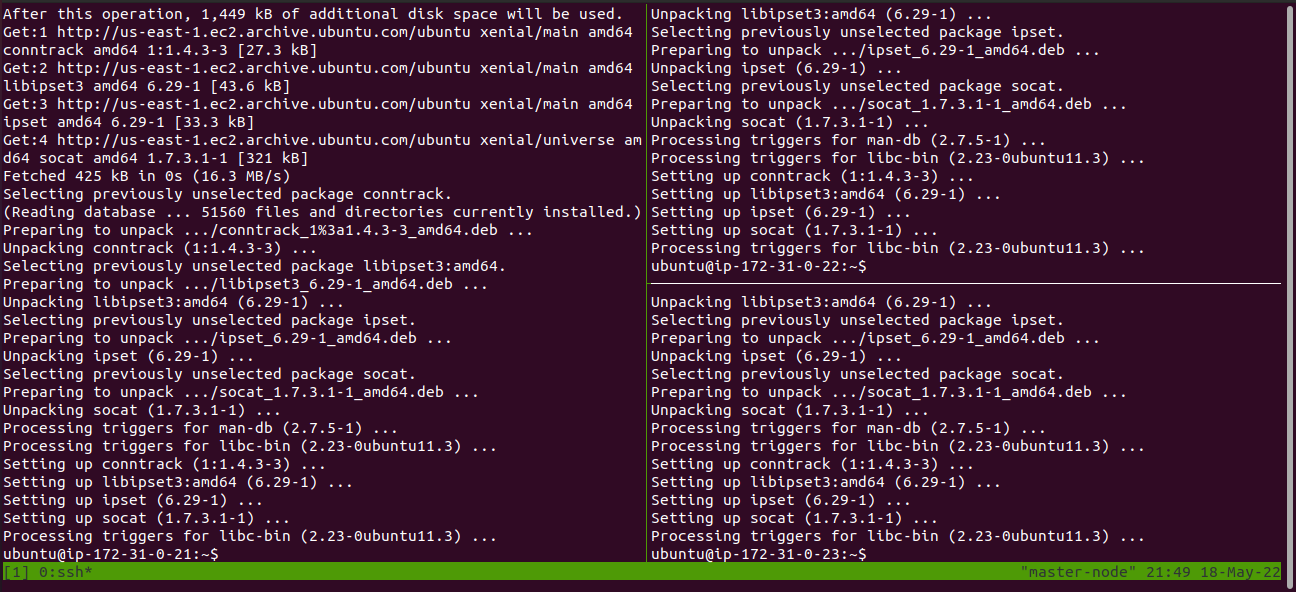 After this operation, 1,449 kB of additional disk space will be used.
Get:1 http://us-east-1.ec2.archive.ubuntu.com/ubuntu xenial/main amd64
conntrack amd64 1:1.4.3-3 [27.3 kB]
Get:2 http://us-east-1.ec2.archive.ubuntu.com/ubuntu xenial/main amd64
libipset3 amd64 6.29-1 [43.6 kB]
Get:3 http://us-east-1.ec2.archive.ubuntu.com/ubuntu xenial/main amd64
ipset amd64 6.29-1 [33.3 kB]
Get:4 http://us-east-1.ec2.archive.ubuntu.com/ubuntu xenial/universe am
d64 socat amd64 1.7.3.1-1 [321 kB]
Fetched 425 kB in 0s (16.3 MB/s)
Selecting previously unselected package conntrack.
(Reading database ... 51560 files and directories currently installed.)
Preparing to unpack .../conntrack_1%3a1.4.3-3_amd64.deb ...
Unpacking conntrack (1:1.4.3-3) ...
Selecting previously unselected package libipset3:amd64.
Preparing to unpack .../libipset3_6.29-1_amd64.deb ...
Unpacking libipset3:amd64 (6.29-1) ...
Selecting previously unselected package ipset.
Preparing to unpack .../ipset_6.29-1_amd64.deb ...
Unpacking ipset (6.29-1) ...
Selecting previously unselected package socat.
Preparing to unpack .../socat_1.7.3.1-1_amd64.deb ...
Unpacking socat (1.7.3.1-1) ...
Processing triggers for man-db (2.7.5-1) ...
Processing triggers for libc-bin (2.23-0ubuntu11.3) ...
Setting up conntrack (1:1.4.3-3) ...
Setting up libipset3:amd64 (6.29-1) ...
Setting up ipset (6.29-1) ...
Setting up socat (1.7.3.1-1) ...
Processing triggers for libc-bin (2.23-0ubuntu11.3) ...
ubuntu@ip-172-31-0-21:~$
Unpacking libipset3:amd64 (6.29-1) ...
Selecting previously unselected package ipset.
Preparing to unpack .../ipset_6.29-1_amd64.deb ...
Unpacking ipset (6.29-1) ...
Selecting previously unselected package socat.
Preparing to unpack .../socat_1.7.3.1-1_amd64.deb ...
Unpacking socat (1.7.3.1-1) ...
Processing triggers for man-db (2.7.5-1) ...
Processing triggers for libc-bin (2.23-0ubuntu11.3) ...
Setting up conntrack (1:1.4.3-3) ...
Setting up libipset3:amd64 (6.29-1) ...
Setting up ipset (6.29-1) ...
Setting up socat (1.7.3.1-1) ...
Processing triggers for libc-bin (2.23-0ubuntu11.3) ...
ubuntu@ip-172-31-0-22:~$
Unpacking libipset3:amd64 (6.29-1) ...
Selecting previously unselected package ipset.
Preparing to unpack .../ipset_6.29-1_amd64.deb ...
Unpacking ipset (6.29-1) ...
Selecting previously unselected package socat.
Preparing to unpack .../socat_1.7.3.1-1_amd64.deb ...
Unpacking socat (1.7.3.1-1) ...
Processing triggers for man-db (2.7.5-1) ...
Processing triggers for libc-bin (2.23-0ubuntu11.3) ...
Setting up conntrack (1:1.4.3-3) ...
Setting up libipset3:amd64 (6.29-1) ...
Setting up ipset (6.29-1) ...
Setting up socat (1.7.3.1-1) ...
Processing triggers for libc-bin (2.23-0ubuntu11.3) ...
ubuntu@ip-172-31-0-23:~$
[1] 0:ssh* "master-node" 21:49 18-May-22